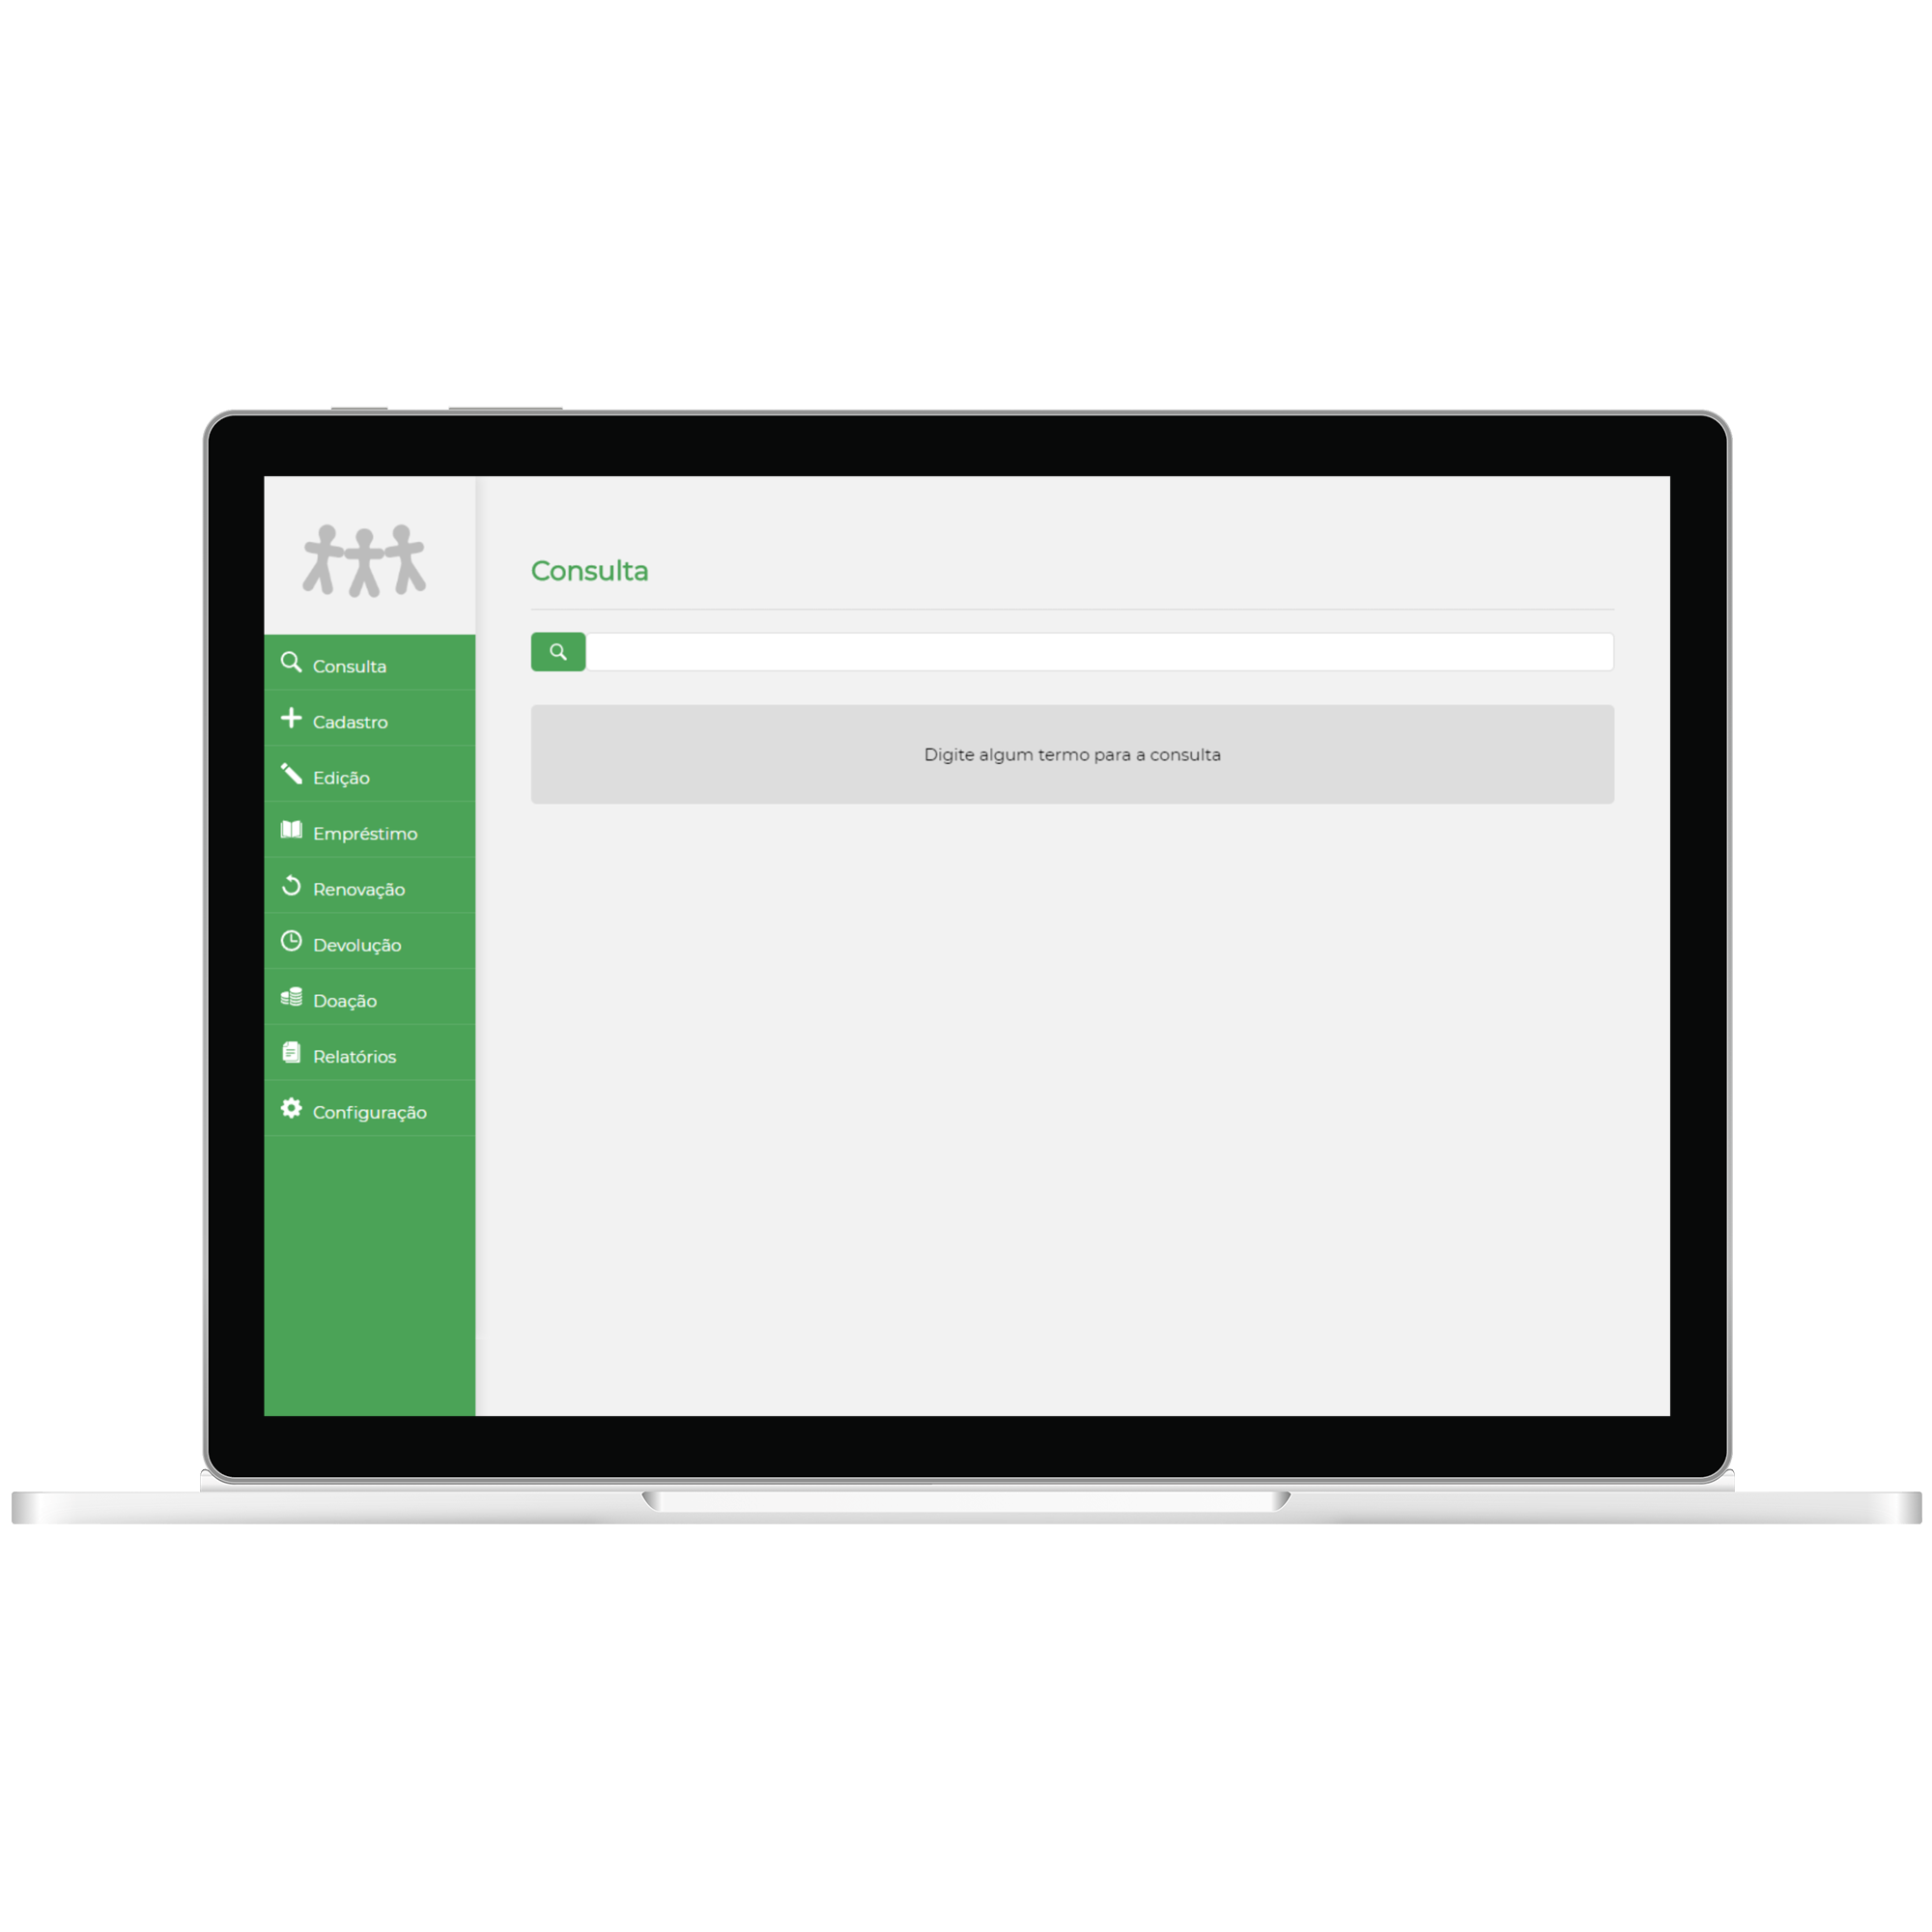 Consulta
Cadastro
Edição
Empréstimo
Renovação
Devolução
Doação
Relatórios
Configuração
Consulta
Digite algum termo para a consulta